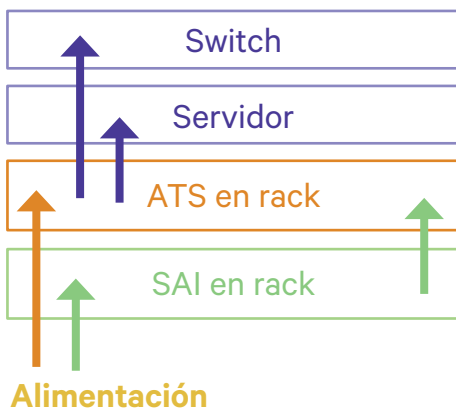 Switch
Servidor
ATS en rack
SAI en rack
Alimentación